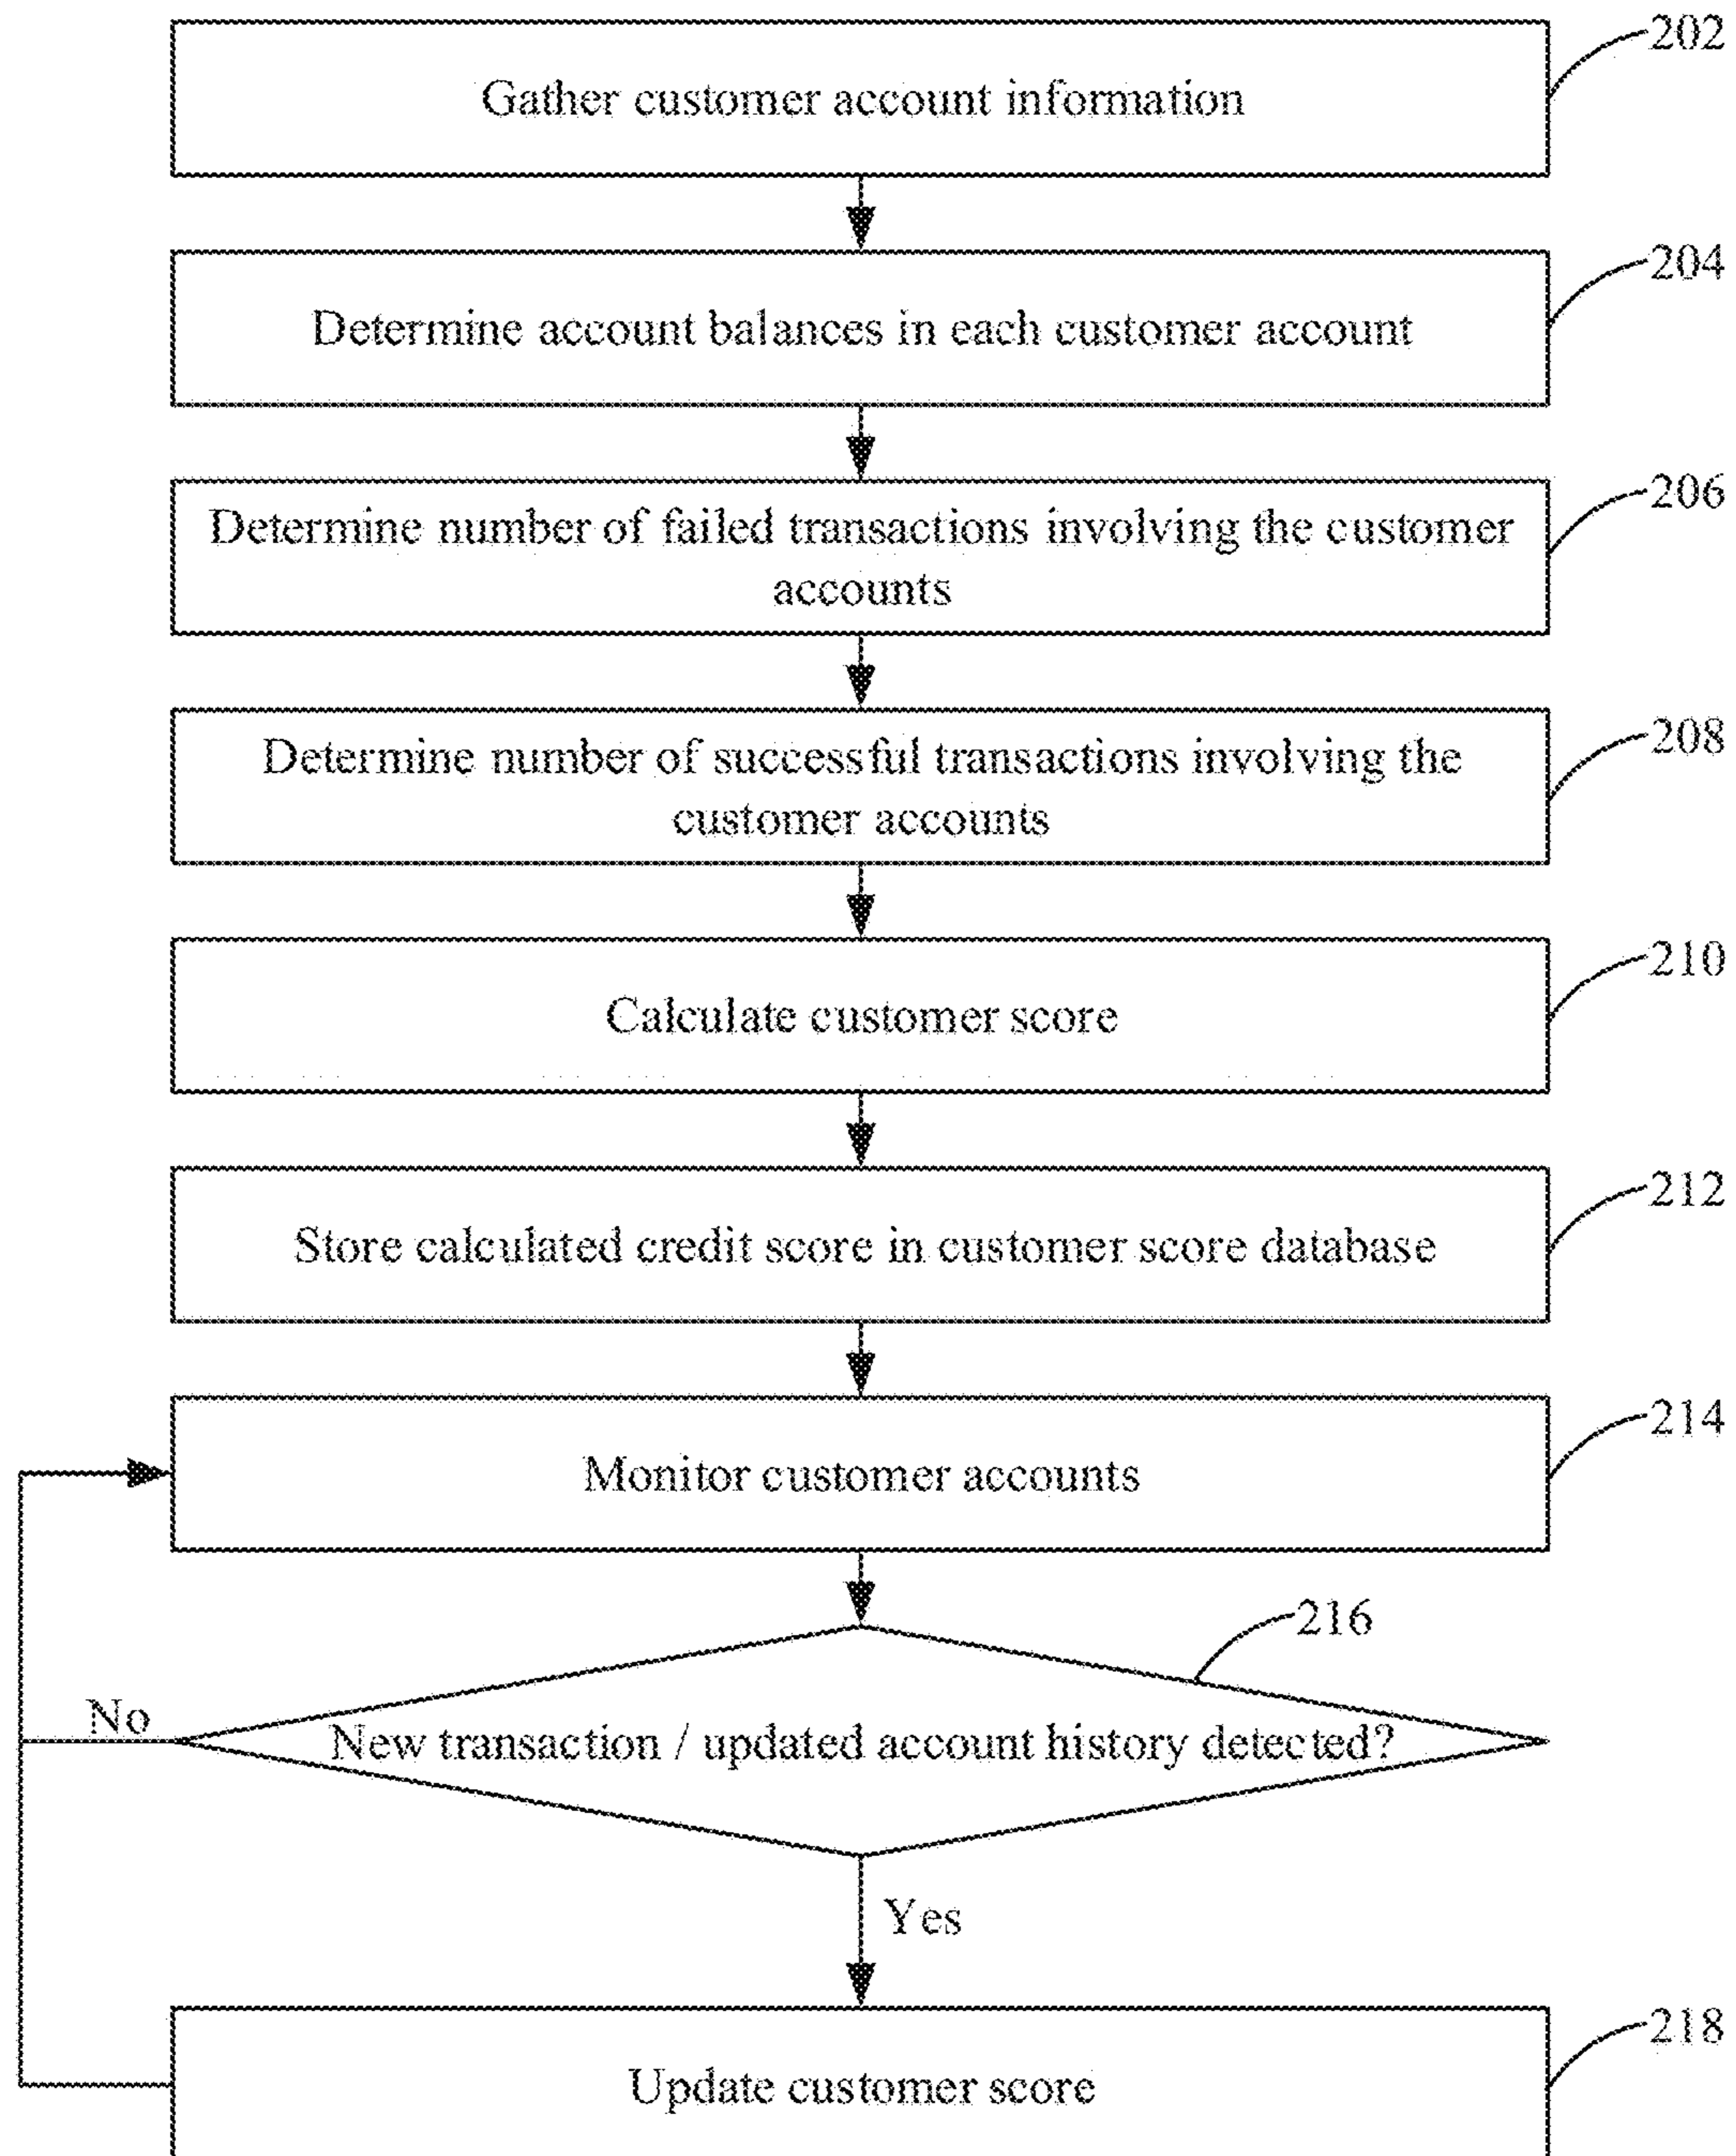 202
Gather customer account information
204
Determine account balances in each customer account
206
Determine number of failed transactions involving the customer
accounts
208
Determine number of successful transactions involving the
customer accounts
210
Calculate customer score
212
Store calculated credit score in customer score database
214
Monitor customer accounts
216
No
New transaction / updated account history detected?
Yes
218
Update customer score